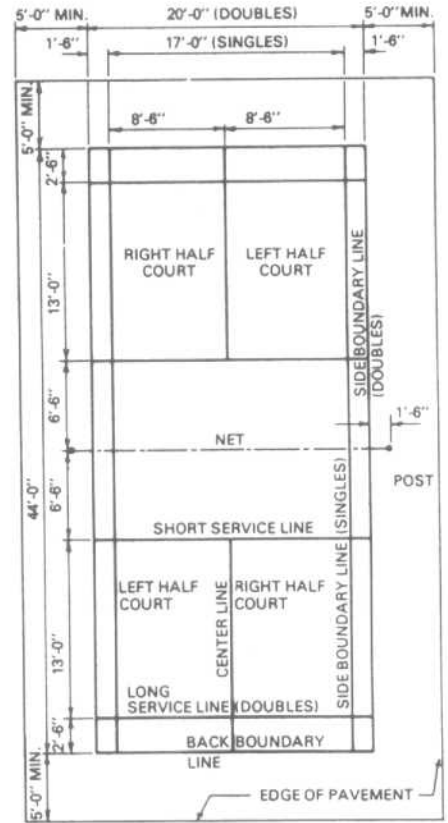 5'-0" MIN.
20'-0" (DOUBLES)
5'-0" MIN.
1'-6"
17'-0" (SINGLES)
1'-6"
8'-6"
8'-6"
5'-0" MIN.
2'-6"
RIGHT HALF
COURT
LEFT HALF
COURT
13'-0"
SIDE BOUNDARY LINE
(DOUBLES)
6'-6"
1'-6"
NET
POST
44'-0"
6'-6"
SHORT SERVICE LINE
LEFT HALF
COURT
RIGHT HALF
COURT
CENTER LINE
SIDE BOUNDARY LINE (SINGLES)
13'-0"
LONG
SERVICE LINE (DOUBLES)
2'-6"
BACK BOUNDARY
LINE
5'-0" MIN.
EDGE OF PAVEMENT